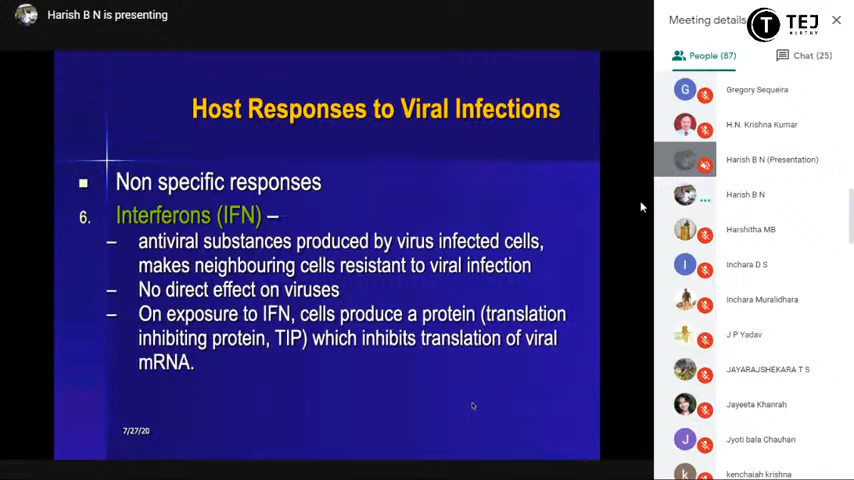 Harish B N is presenting
Host Responses to Viral Infections
Non specific responses
6. Interferons (IFN) –
– antiviral substances produced by virus infected cells,
makes neighbouring cells resistant to viral infection
– No direct effect on viruses
– On exposure to IFN, cells produce a protein (translation
inhibiting protein, TIP) which inhibits translation of viral
mRNA.
7/27/20
Meeting details
T TEJ
People (87)
Chat (25)
G Gregory Sequeira
H.N. Krishna Kumar
Harish B N (Presentation)
Harish B N
Harshitha MB
I Inchara D S
Inchara Muralidhara
J P Yadav
JAYARAJSHEKARA T S
Jayeeta Khanrah
J Jyoti bala Chauhan
k kenchaiah krishna